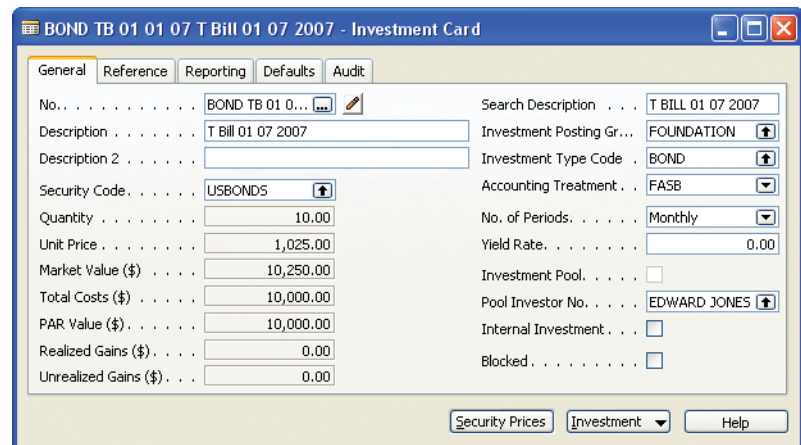 BOND TB 01 01 07 T Bill 01 07 2007 - Investment Card
General Reference Reporting Defaults Audit
No. . . . . . . . . . . . BOND TB 01 0... ...
Description . . . . . . . T Bill 01 07 2007
Description 2 . . . . . .
Security Code. . . . . . USBONDS
Quantity . . . . . . . . . 10.00
Unit Price . . . . . . . . 1,025.00
Market Value ($) . . . . 10,250.00
Total Costs ($) . . . . . 10,000.00
PAR Value ($). . . . . . 10,000.00
Realized Gains ($). . . . 0.00
Unrealized Gains ($). . . 0.00
Search Description . . . T BILL 01 07 2007
Investment Posting Gr... FOUNDATION
Investment Type Code . BOND
Accounting Treatment. . FASB
No. of Periods. . . . . . Monthly
Yield Rate. . . . . . . . 0.00
Investment Pool. . . . .
Pool Investor No. . . . . EDWARD JONES
Internal Investment . . .
Blocked . . . . . . . . .
Security Prices Investment Help